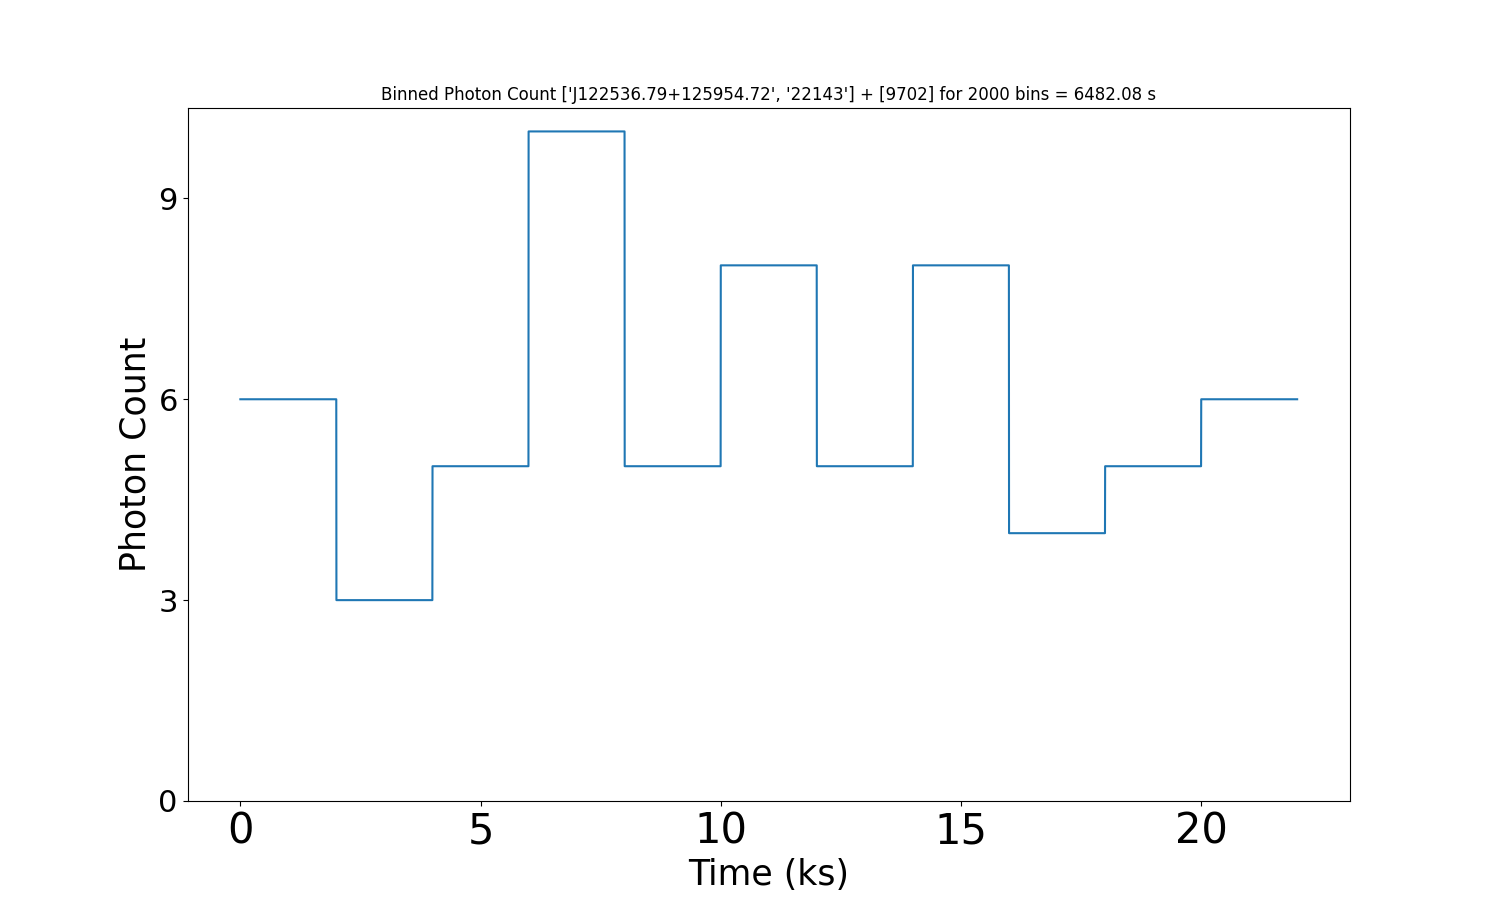 Binned Photon Count ['J122536.79+125954.72', '22143'] + [9702] for 2000 bins = 6482.08 s
9
6
3
0
Photon Count
0 5 10 15 20
Time (ks)